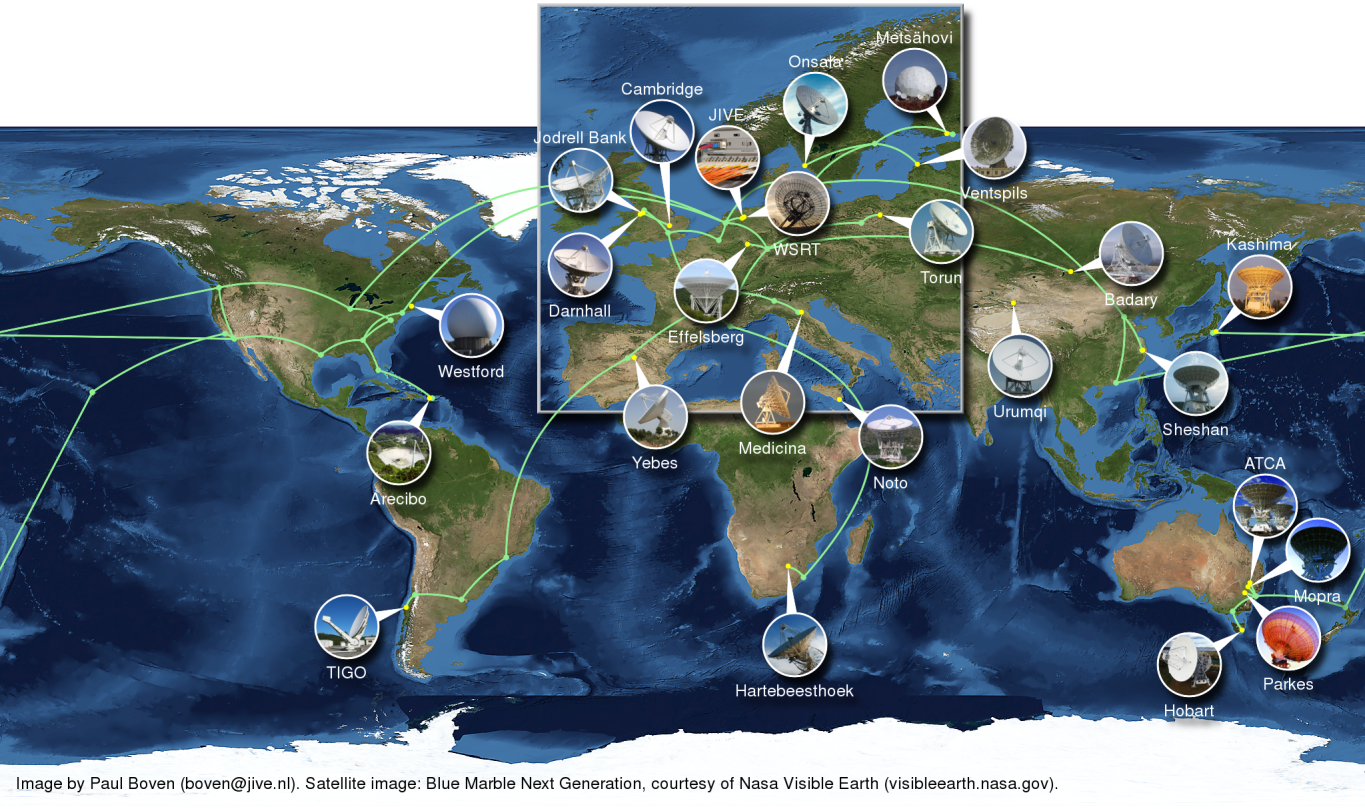 Metsähovi
Onsala
Cambridge
JIVE
Jodrell Bank
Ventspils
WSRT
Torun
Darnhall
Effelsberg
Kashima
Badary
Westford
Urumqi
Sheshan
Medicina
Yebes
Noto
ATCA
Arecibo
Mopra
TIGO
Parkes
Hartebeesthoek
Hobart
Image by Paul Boven (boven@jive.nl). Satellite image: Blue Marble Next Generation, courtesy of Nasa Visible Earth (visibleearth.nasa.gov).